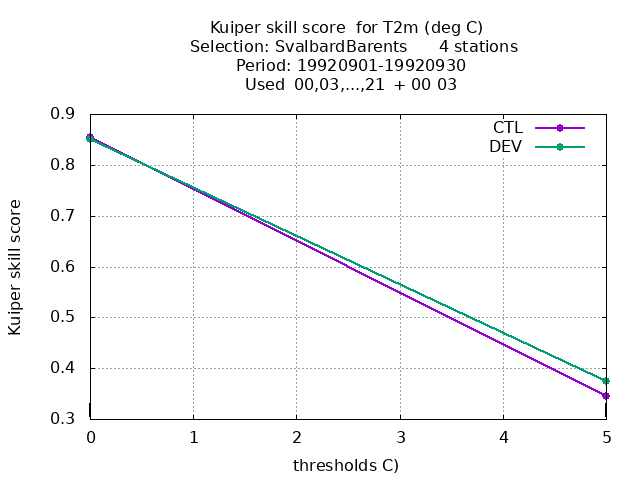 Kuiper skill score  for T2m (deg C)
Selection: SvalbardBarents      4 stations
Period: 19920901-19920930
Used  00,03,...,21  + 00 03
CTL
DEV
0.9
0.8
0.7
0.6
0.5
0.4
0.3
Kuiper skill score
0
1
2
3
4
5
thresholds C)